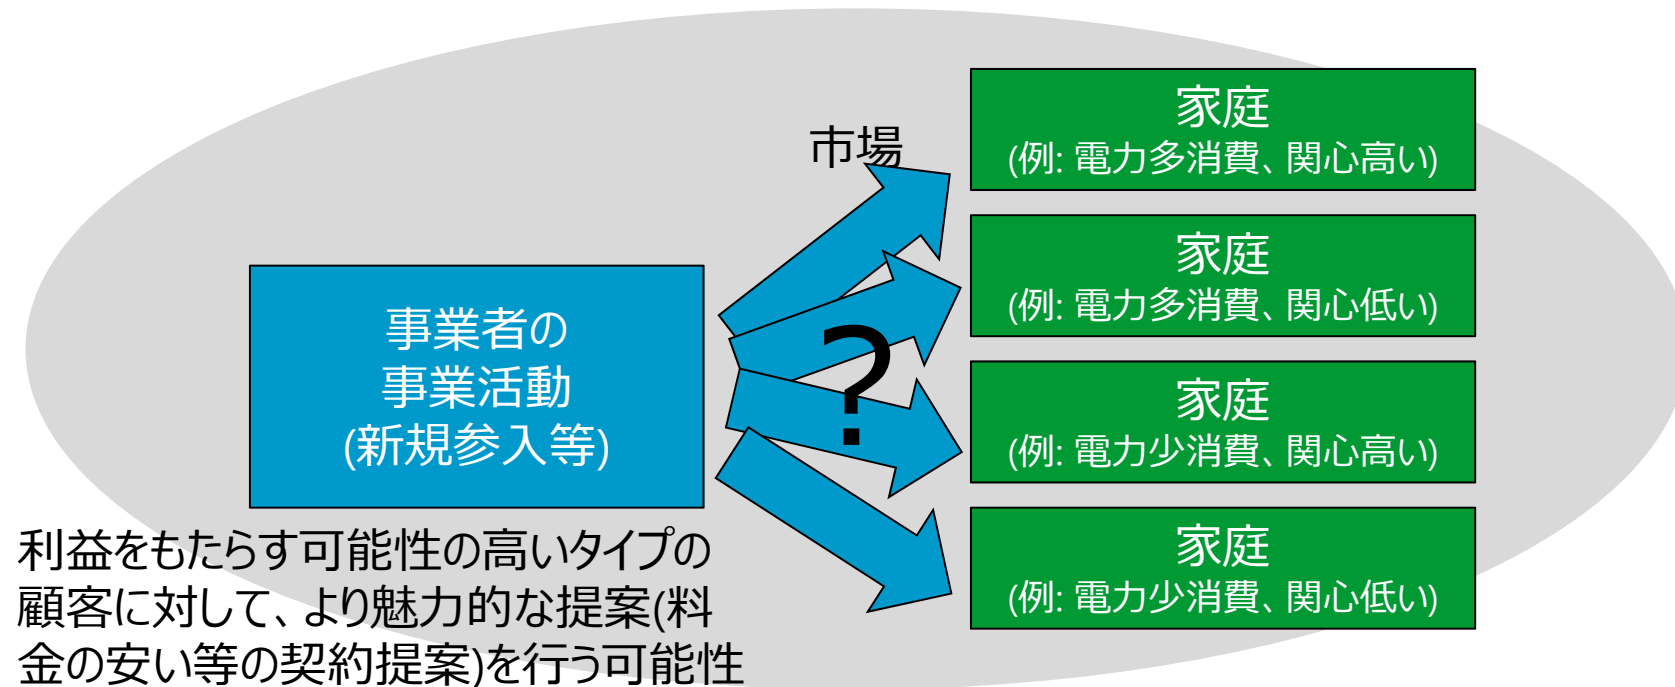 市場
事業者の
事業活動
(新規参入等)
?
家庭
(例: 電力多消費、関心高い)
家庭
(例: 電力多消費、関心低い)
家庭
(例: 電力少消費、関心高い)
家庭
(例: 電力少消費、関心低い)
利益をもたらす可能性の高いタイプの
顧客に対して、より魅力的な提案(料
金の安い等の契約提案)を行う可能性